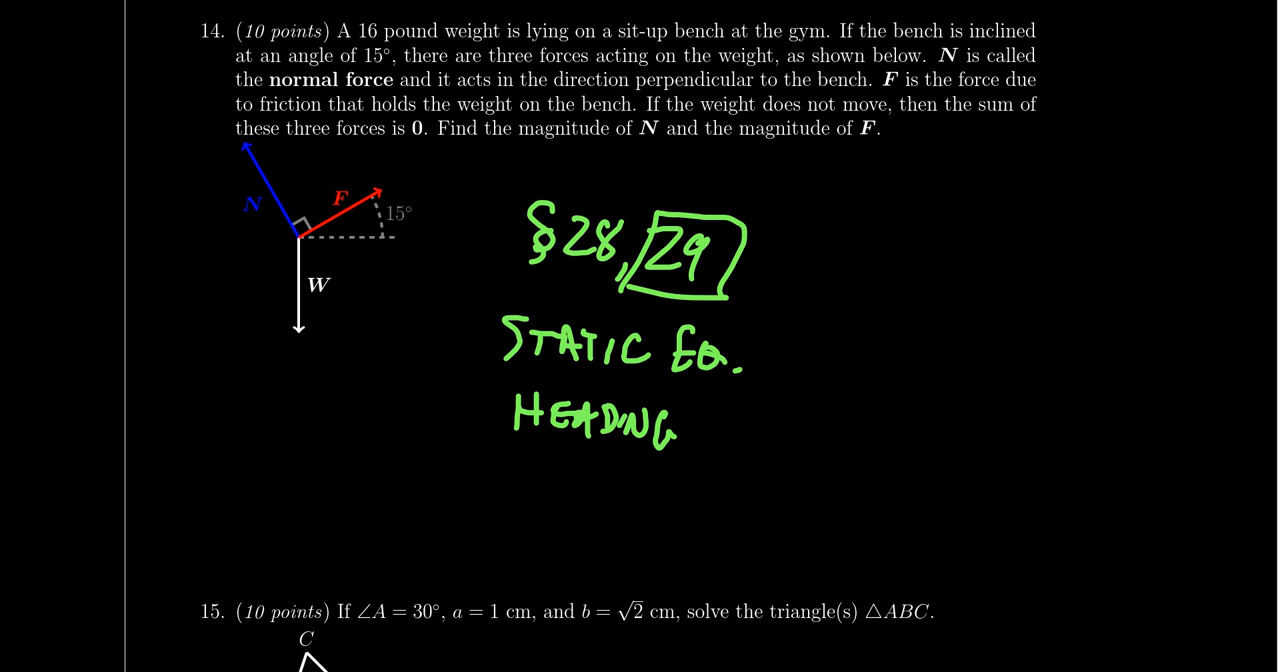 14. (10 points) A 16 pound weight is lying on a sit-up bench at the gym. If the bench is inclined
at an angle of 15°, there are three forces acting on the weight, as shown below. N is called
the normal force and it acts in the direction perpendicular to the bench. F is the force due
to friction that holds the weight on the bench. If the weight does not move, then the sum of
these three forces is 0. Find the magnitude of N and the magnitude of F.
N
F
15°
W
§28, 29
STATIC EQ.
HEADING
15. (10 points) If ∠A = 30°, a = 1 cm, and b = √2 cm, solve the triangle(s) △ABC.
C